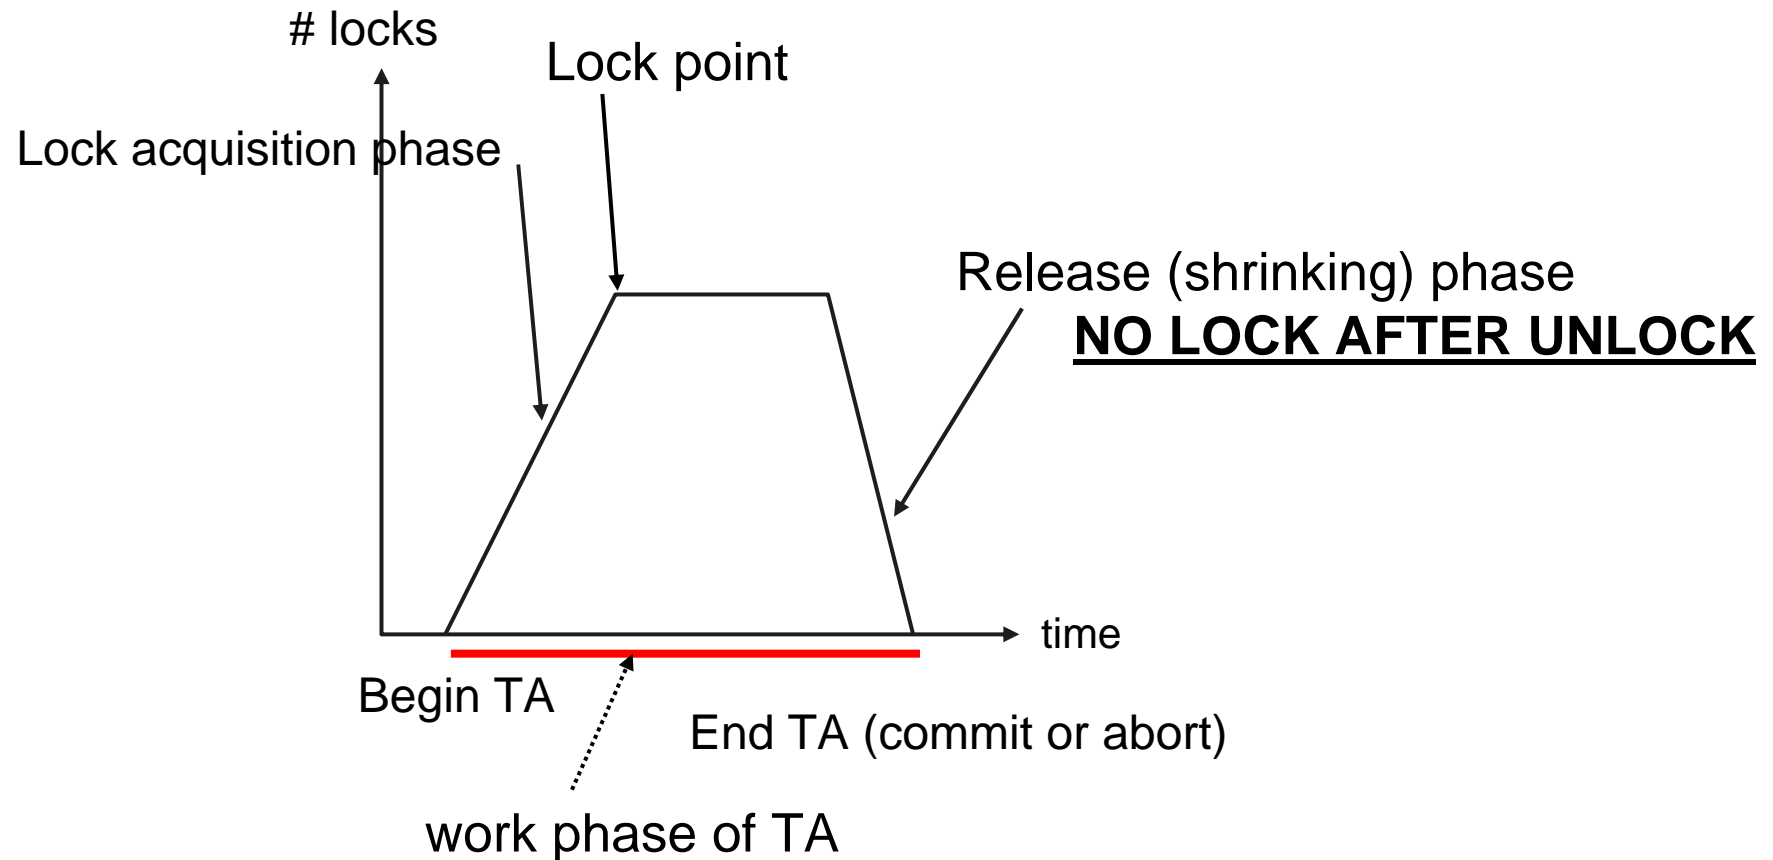 # locks
Lock point
Lock acquisition phase
Release (shrinking) phase
NO LOCK AFTER UNLOCK
time
Begin TA
End TA (commit or abort)
work phase of TA